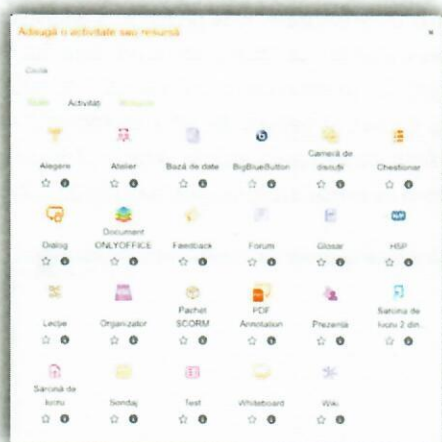 Adaugă o activitate sau resursă
Caută
Toate Activități Resurse
Alegere Atelier Bază de date BigBlueButton Cameră de discuții Chestionar
Dialog Document ONLYOFFICE Feedback Forum Glosar H5P
Lecție Organizator Pachet SCORM PDF Annotation Prezența Sarcina de lucru 2 din
Sarcină de lucru Sondaj Test Whiteboard Wiki